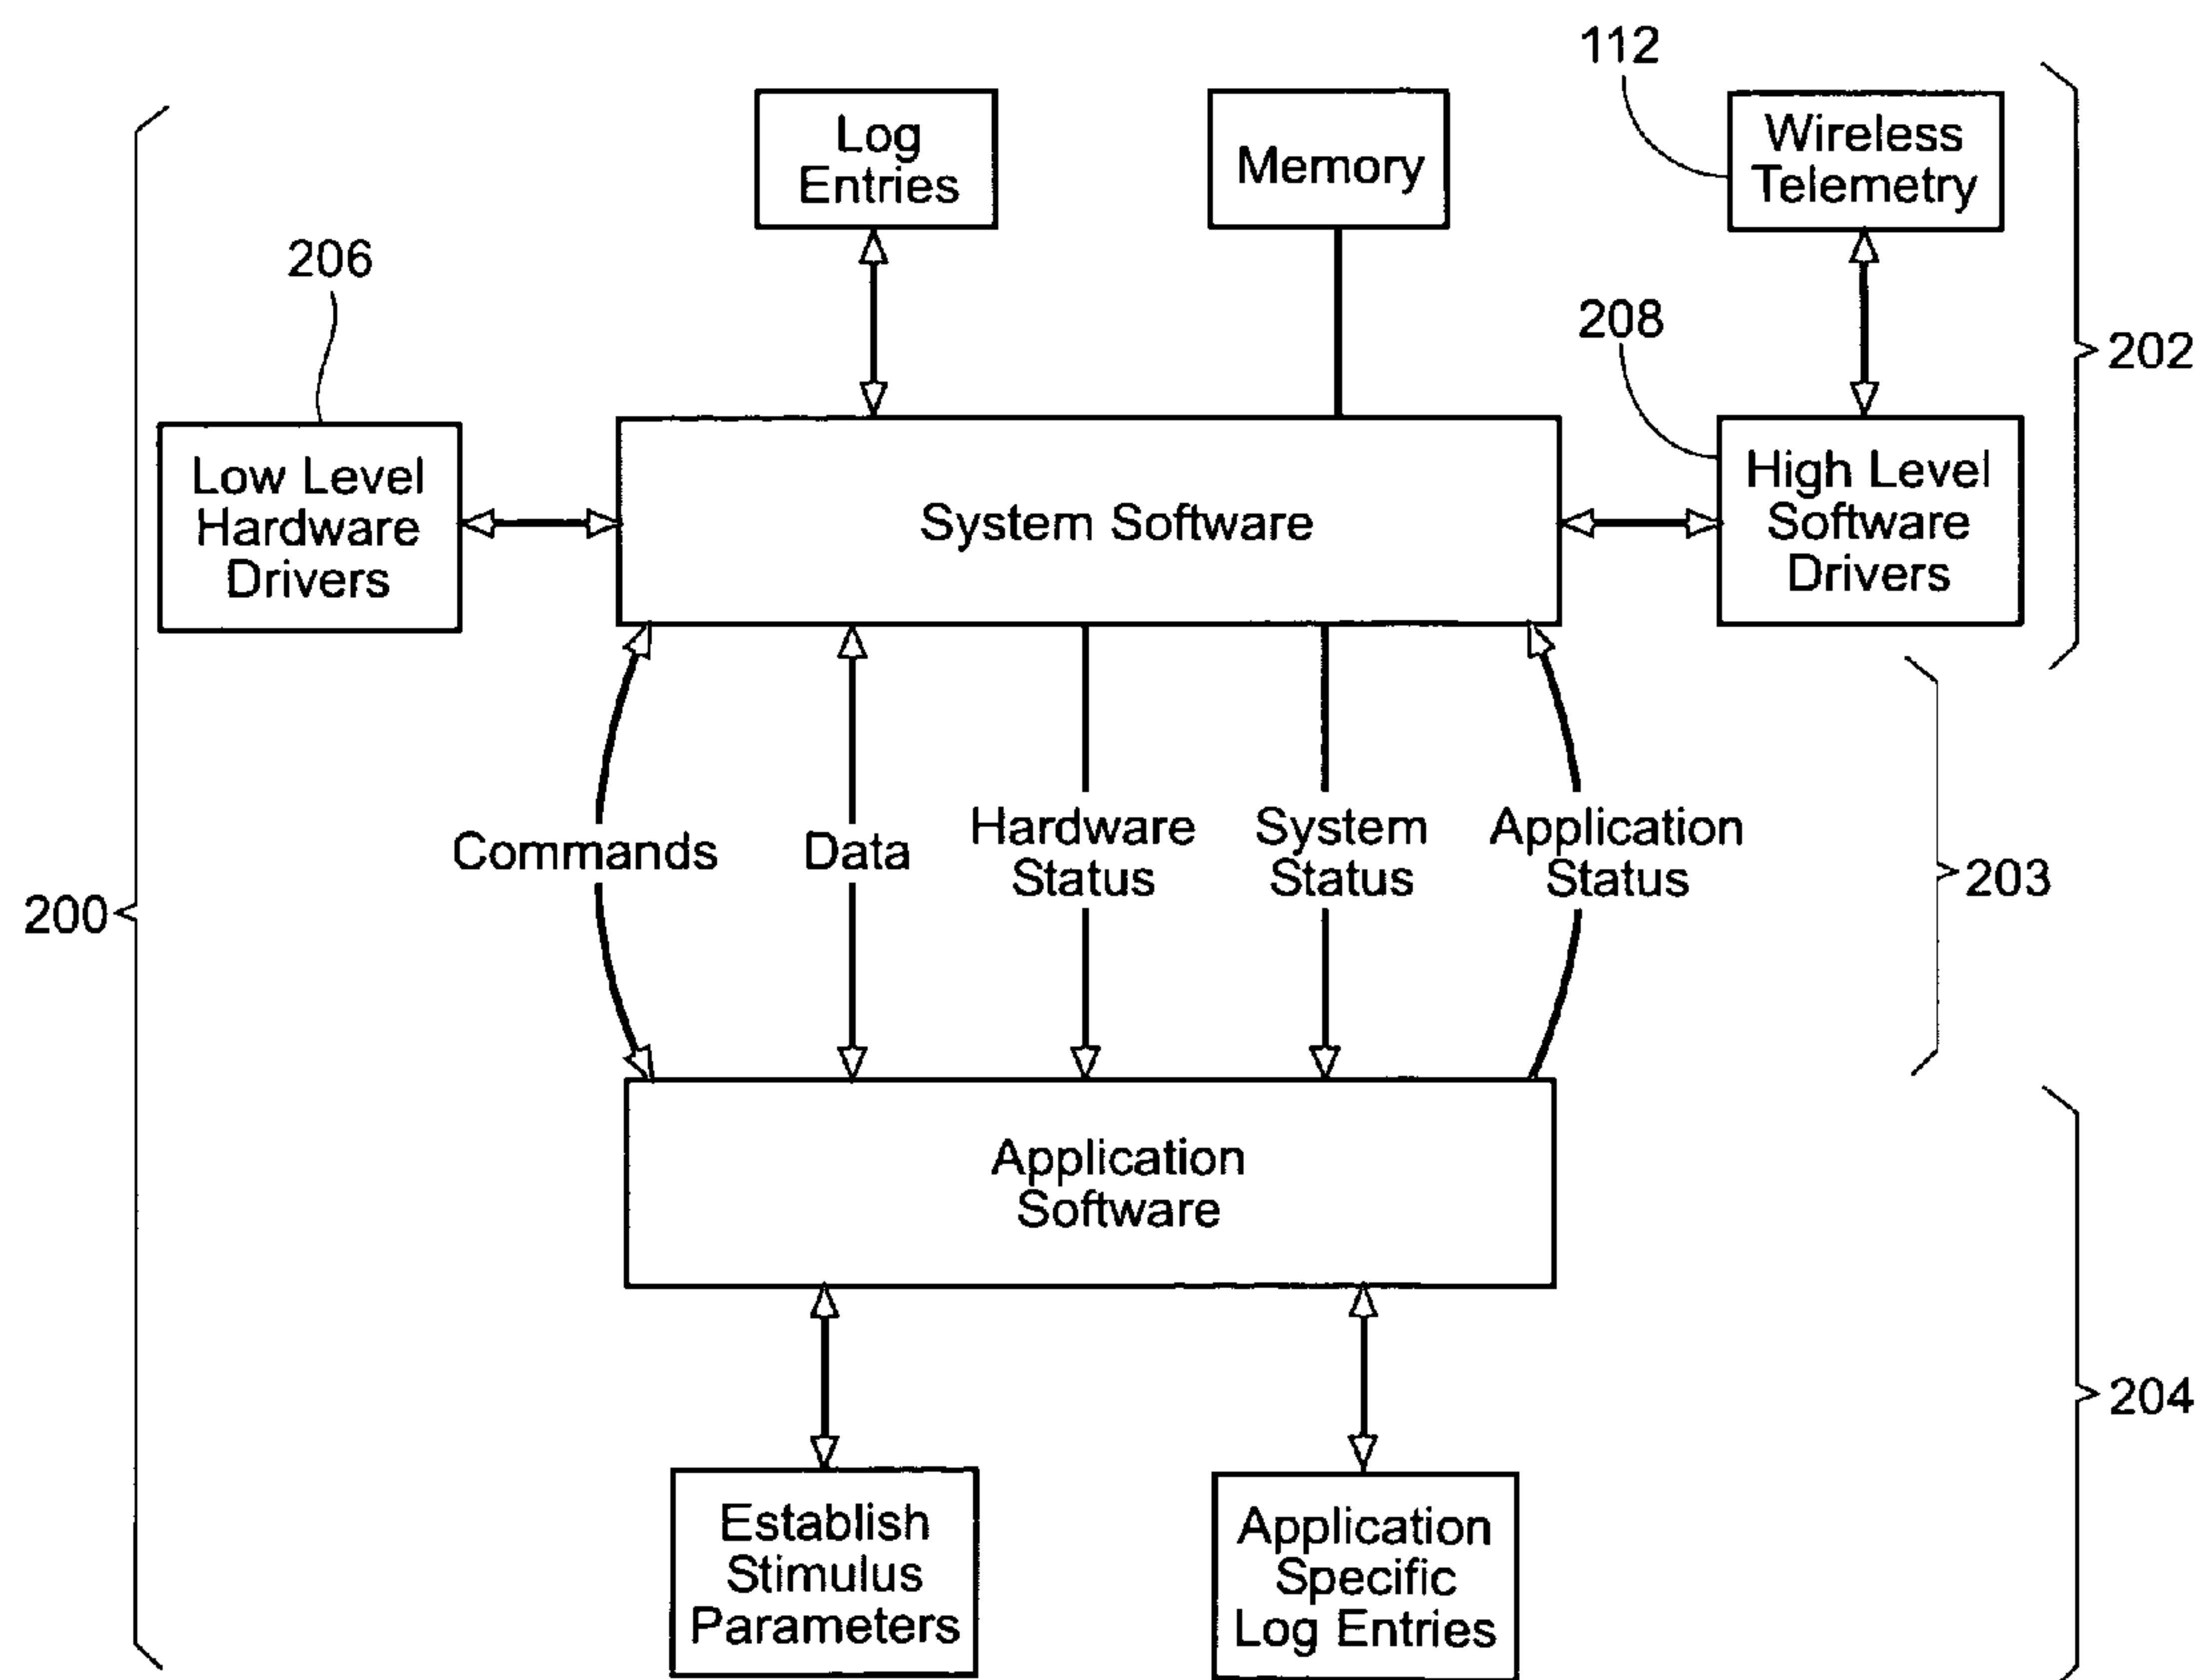 112
Log
Entries
Memory
Wireless
Telemetry
206
208
202
Low Level
Hardware
Drivers
System Software
High Level
Software
Drivers
Commands
Data
Hardware
Status
System
Status
Application
Status
203
200
Application
Software
204
Establish
Stimulus
Parameters
Application
Specific
Log Entries